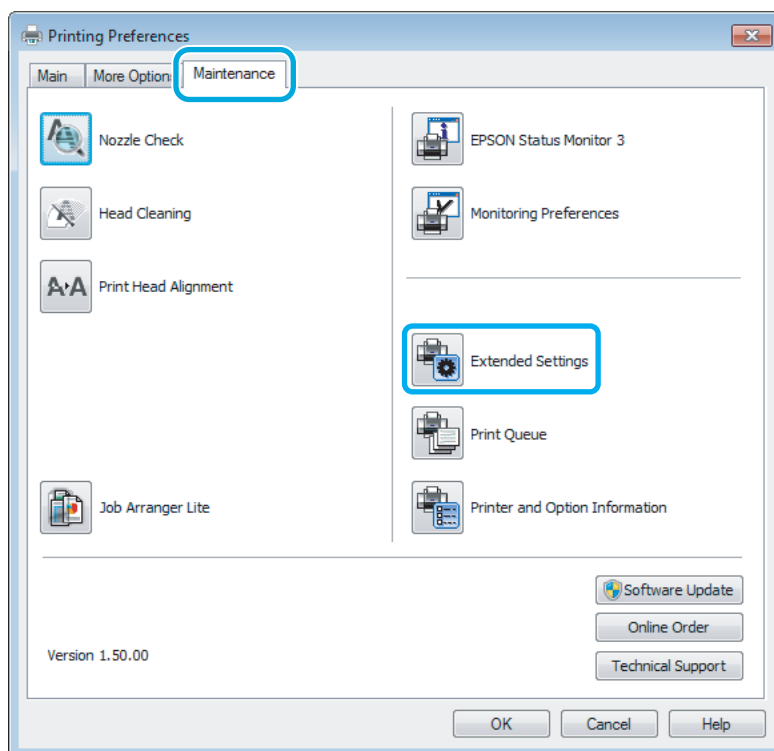 Printing Preferences
Main
More Options
Maintenance
Nozzle Check
Head Cleaning
A
A
Print Head Alignment
Job Arranger Lite
EPSON Status Monitor 3
Monitoring Preferences
Extended Settings
Print Queue
Printer and Option Information
Software Update
Online Order
Version 1.50.00
Technical Support
OK
Cancel
Help